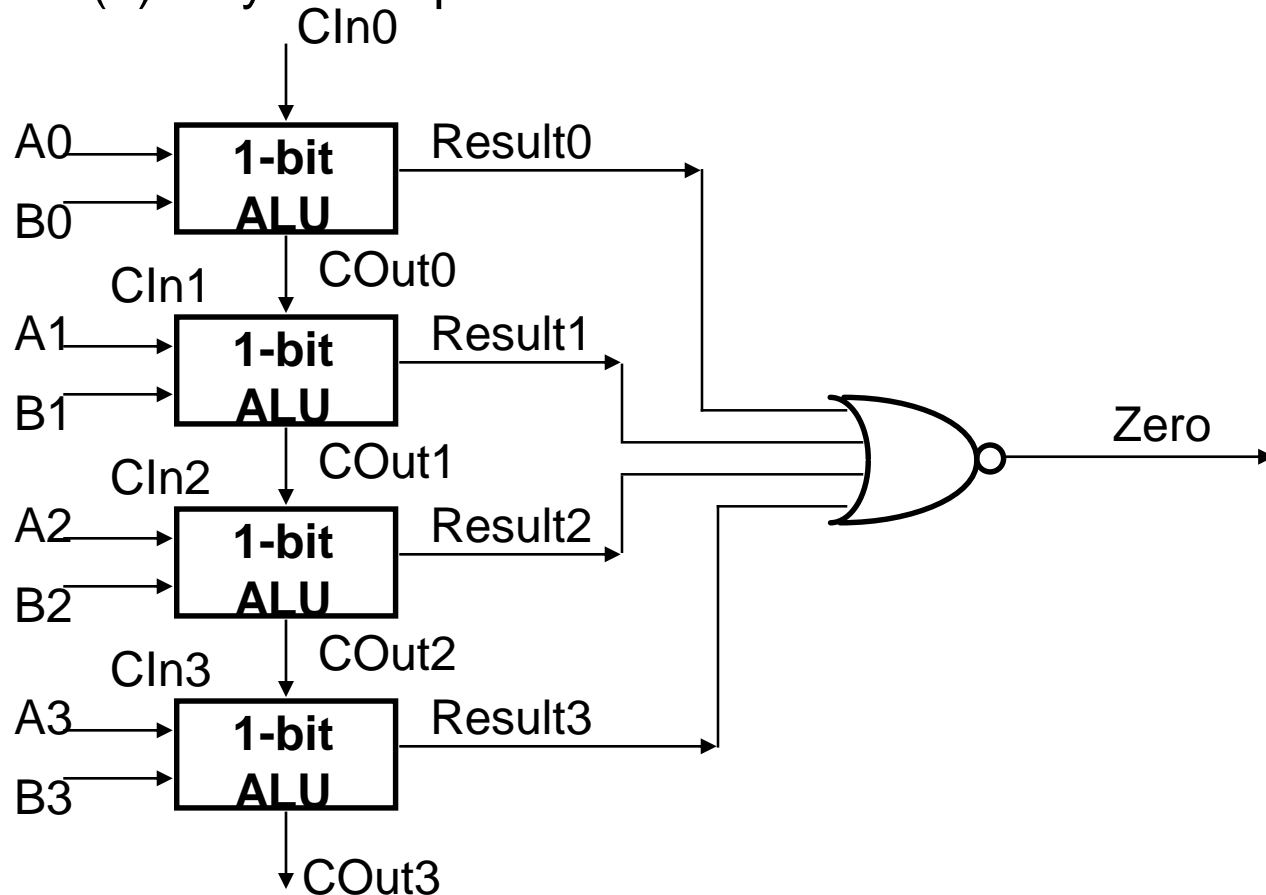 CIn0
A0
B0
1-bit
ALU
Result0
CIn1
COut0
A1
B1
1-bit
ALU
Result1
CIn2
COut1
A2
B2
1-bit
ALU
Result2
CIn3
COut2
A3
B3
1-bit
ALU
Result3
COut3
Zero